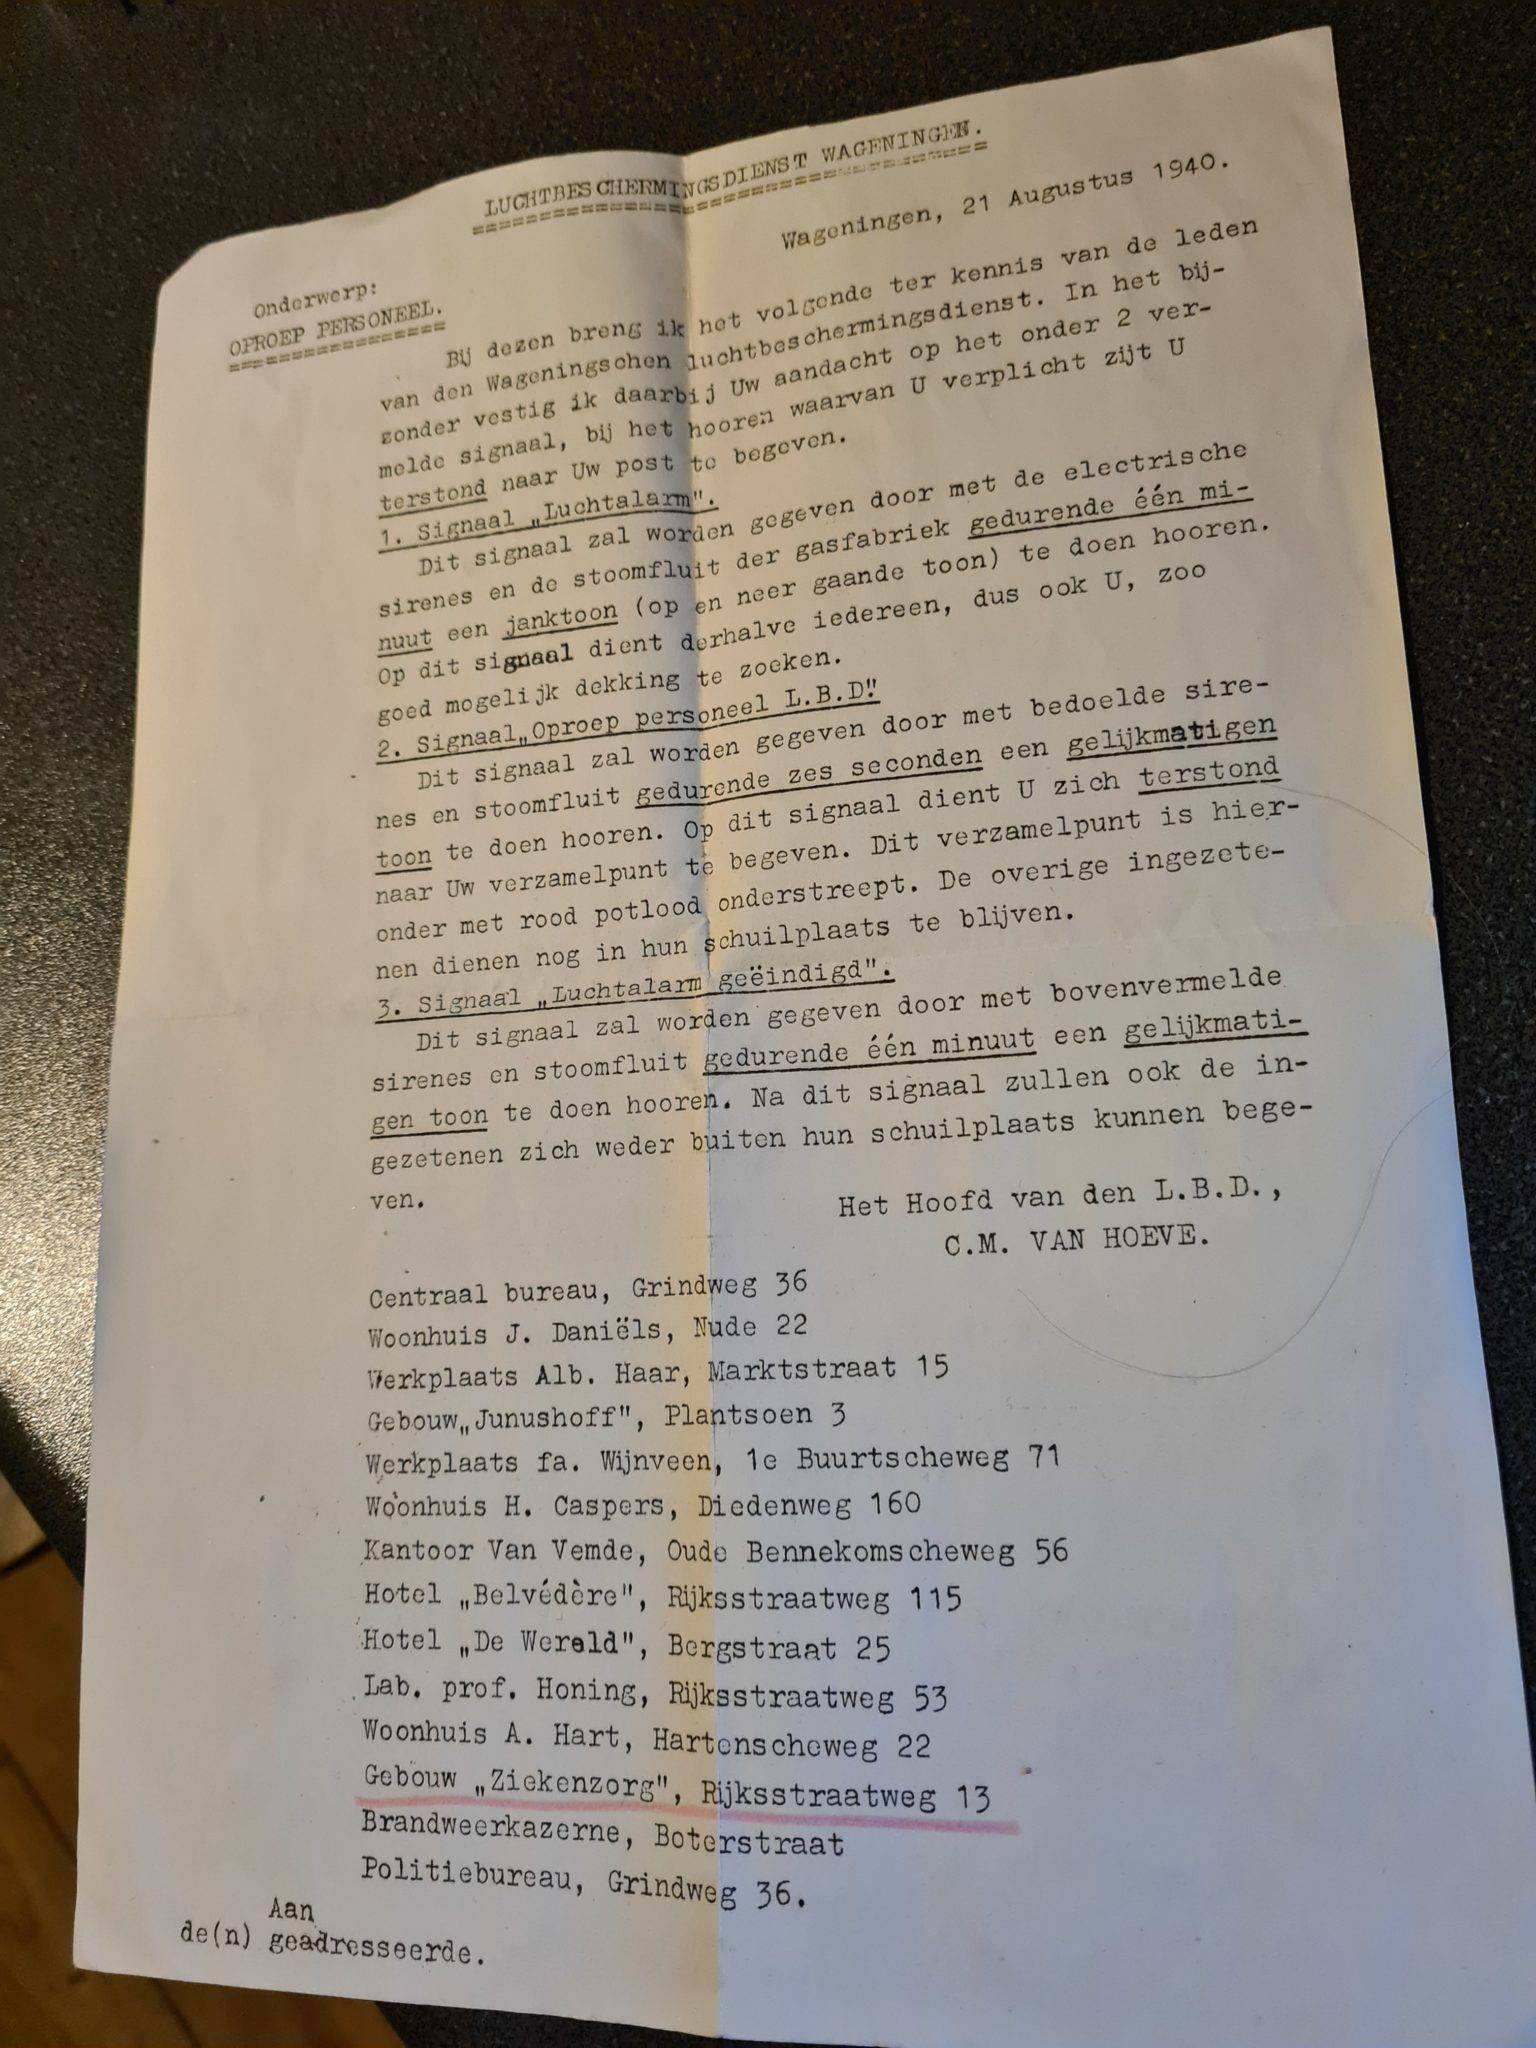 LUCHTBESCHERMINGSDIENST WAGENINGEN.
Wageningen, 21 Augustus 1940.
Onderwerp:
OPROEP PERSONEEL.
Bij dezen breng ik het volgende ter kennis van de leden
van den Wageningschen luchtbeschermingsdienst. In het bij-
zonder vestig ik daarbij Uw aandacht op het onder 2 ver-
melde signaal, bij het hooren waarvan U verplicht zijt U
terstond naar Uw post te begeven.
1. Signaal „Luchtalarm".
Dit signaal zal worden gegeven door met de electrische
sirenes en de stoomfluit der gasfabriek gedurende één mi-
nuut een janktoon (op en neer gaande toon) te doen hooren.
Op dit signaal dient derhalve iedereen, dus ook U, zoo
goed mogelijk dekking te zoeken.
2. Signaal„Oproep personeel L.B.D."
Dit signaal zal worden gegeven door met bedoelde sire-
nes en stoomfluit gedurende zes seconden een gelijkmatigen
toon te doen hooren. Op dit signaal dient U zich terstond
naar Uw verzamelpunt te begeven. Dit verzamelpunt is hier-
onder met rood potlood onderstreept. De overige ingezete-
nen dienen nog in hun schuilplaats te blijven.
3. Signaal „Luchtalarm geëindigd".
Dit signaal zal worden gegeven door met bovenvermelde
sirenes en stoomfluit gedurende één minuut een gelijkmati-
gen toon te doen hooren. Na dit signaal zullen ook de in-
gezetenen zich weder buiten hun schuilplaats kunnen bege-
ven.
Het Hoofd van den L.B.D.,
C.M. VAN HOEVE.
Centraal bureau, Grindweg 36
Woonhuis J. Daniëls, Nude 22
Werkplaats Alb. Haar, Marktstraat 15
Gebouw„Junushoff", Plantsoen 3
Werkplaats fa. Wijnveen, 1e Buurtscheweg 71
Woonhuis H. Caspers, Diedenweg 160
Kantoor Van Vemde, Oude Bennekomscheweg 56
Hotel „Belvédère", Rijksstraatweg 115
Hotel „De Wereld", Bergstraat 25
Lab. prof. Honing, Rijksstraatweg 53
Woonhuis A. Hart, Hartenscheweg 22
Gebouw „Ziekenzorg", Rijksstraatweg 13
Brandweerkazerne, Boterstraat
Politiebureau, Grindweg 36.
Aan
de(n) geadresseerde.